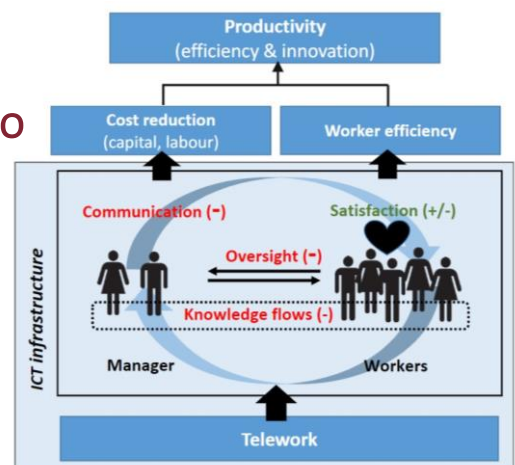 Productivity
(efficiency & innovation)
o
Cost reduction
(capital, labour)
Worker efficiency
Communication (-)
Satisfaction (+/-)
Oversight (-)
Knowledge flows (-)
Manager
Workers
ICT infrastructure
Telework